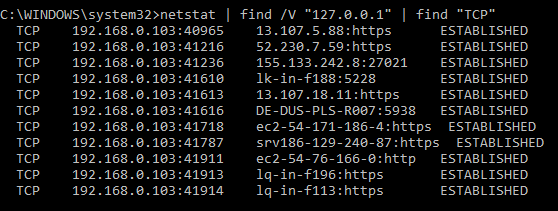 C:\WINDOWS\system32>netstat | find /V "127.0.0.1" | find "TCP"
TCP 192.168.0.103:40965 13.107.5.88:https ESTABLISHED
TCP 192.168.0.103:41216 52.230.7.59:https ESTABLISHED
TCP 192.168.0.103:41236 155.133.242.8:27021 ESTABLISHED
TCP 192.168.0.103:41610 lk-in-f188:5228 ESTABLISHED
TCP 192.168.0.103:41613 13.107.18.11:https ESTABLISHED
TCP 192.168.0.103:41616 DE-DUS-PLS-R007:5938 ESTABLISHED
TCP 192.168.0.103:41718 ec2-54-171-186-4:https ESTABLISHED
TCP 192.168.0.103:41787 srv186-129-240-87:https ESTABLISHED
TCP 192.168.0.103:41911 ec2-54-76-166-0:http ESTABLISHED
TCP 192.168.0.103:41913 lq-in-f196:https ESTABLISHED
TCP 192.168.0.103:41914 lq-in-f113:https ESTABLISHED